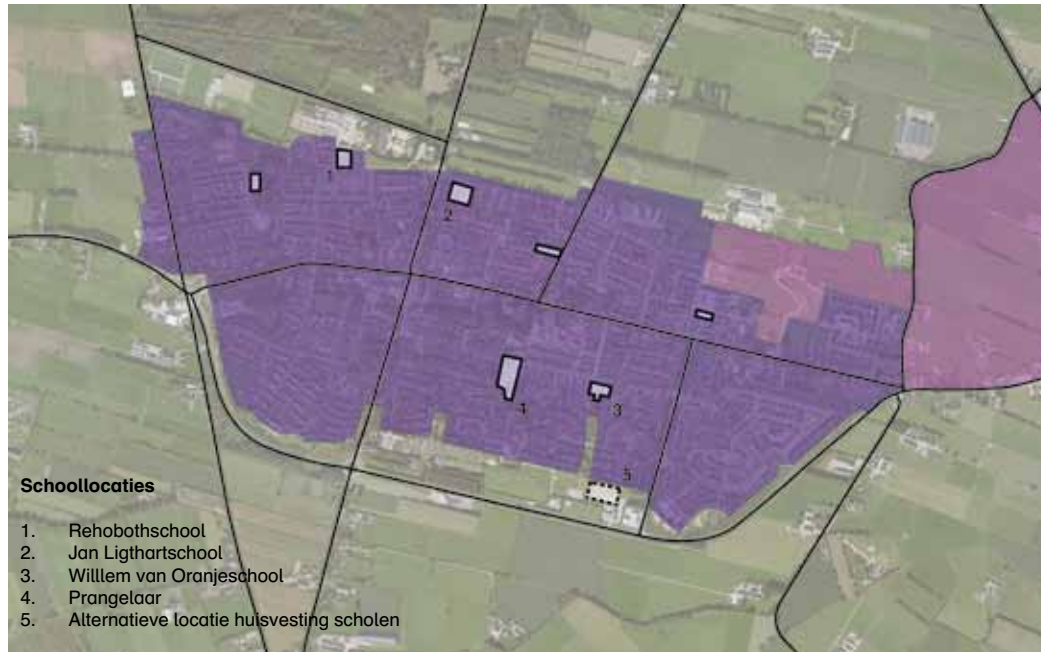 1
2
4
3
5
Schoollocaties
1. Rehobothschool
2. Jan Ligthartschool
3. Willlem van Oranjeschool
4. Prangelaar
5. Alternatieve locatie huisvesting scholen